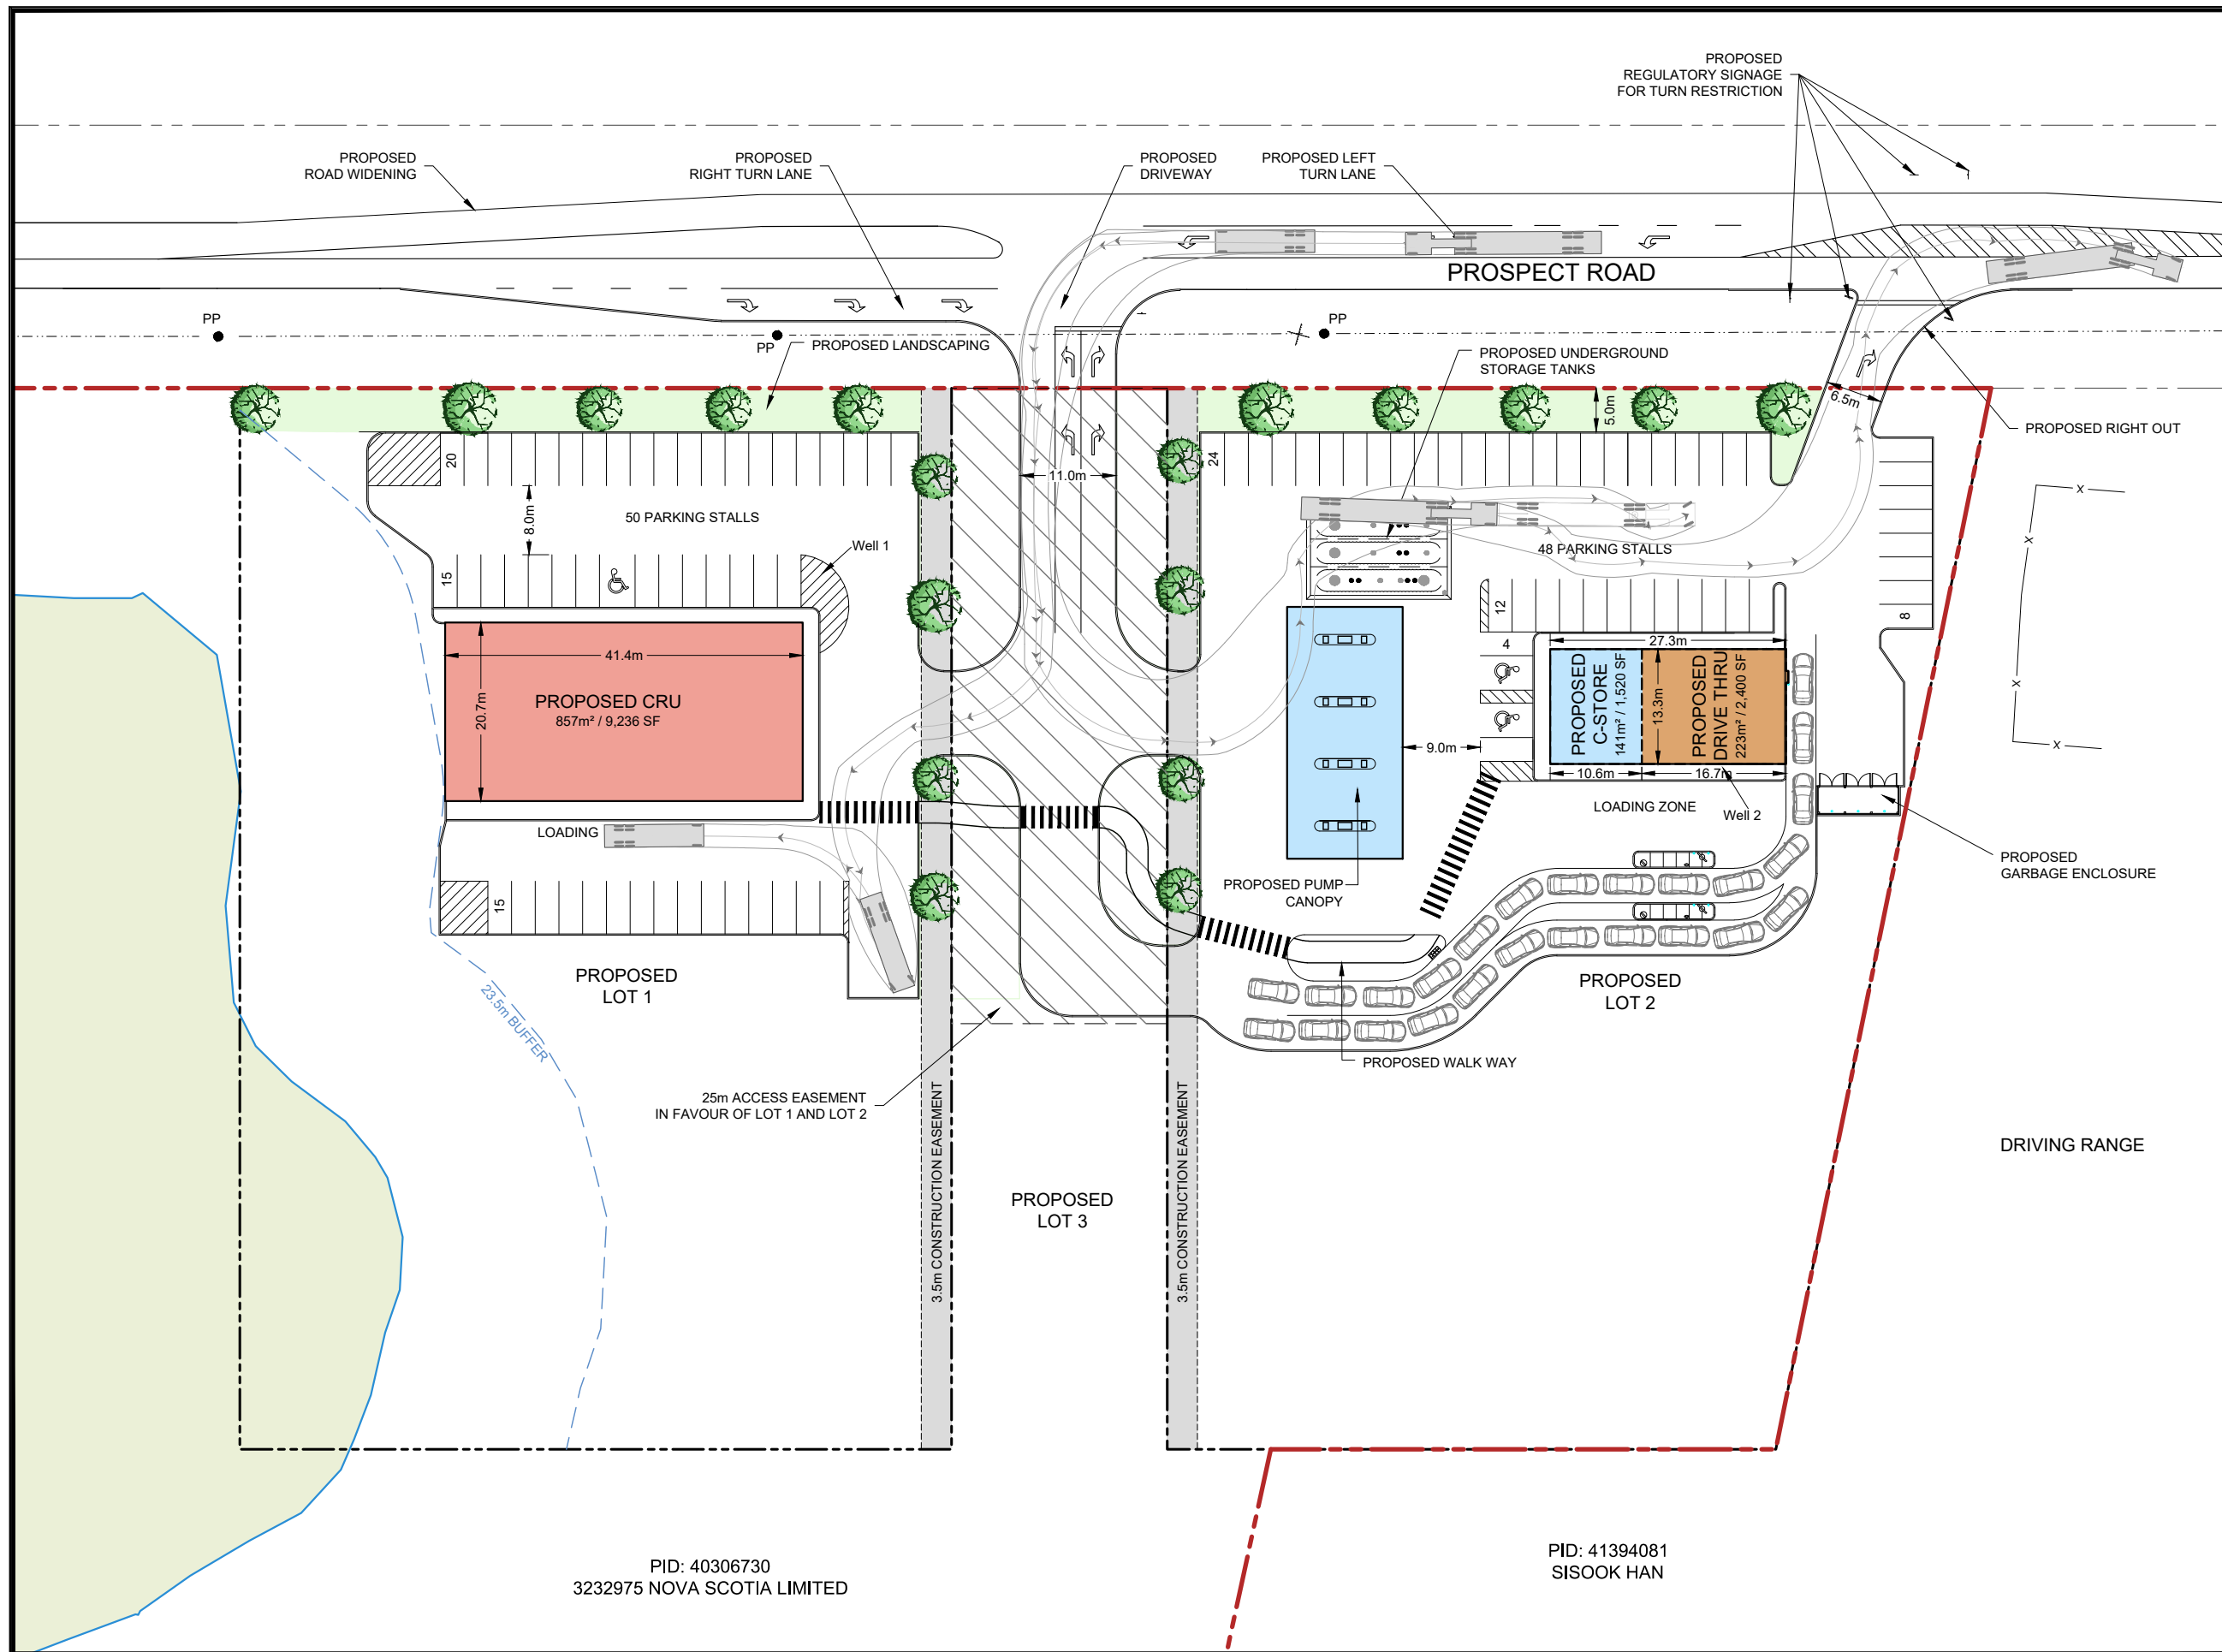 PROPOSED
REGULATORY SIGNAGE
FOR TURN RESTRICTION
PROPOSED
ROAD WIDENING
PROPOSED
RIGHT TURN LANE
PROPOSED
DRIVEWAY
PROPOSED LEFT
TURN LANE
PROSPECT ROAD
PP
PP
PP
PROPOSED LANDSCAPING
PROPOSED UNDERGROUND
STORAGE TANKS
6.5m
5.0m
PROPOSED RIGHT OUT
20
24
11.0m
8.0m
50 PARKING STALLS
Well 1
48 PARKING STALLS
15
12
8
4
41.4m
20.7m
PROPOSED CRU
857m² / 9,236 SF
27.3m
PROPOSED
C-STORE
141m² / 1,520 SF
13.3m
PROPOSED
DRIVE THRU
223m² / 2,400 SF
9.0m
10.6m
16.7m
LOADING ZONE
Well 2
LOADING
15
PROPOSED PUMP
CANOPY
PROPOSED
GARBAGE ENCLOSURE
PROPOSED
LOT 1
PROPOSED
LOT 2
23.5m BUFFER
PROPOSED WALK WAY
25m ACCESS EASEMENT
IN FAVOUR OF LOT 1 AND LOT 2
3.5m CONSTRUCTION EASEMENT
3.5m CONSTRUCTION EASEMENT
DRIVING RANGE
PROPOSED
LOT 3
PID: 40306730
3232975 NOVA SCOTIA LIMITED
PID: 41394081
SISOOK HAN
X
X
X
X